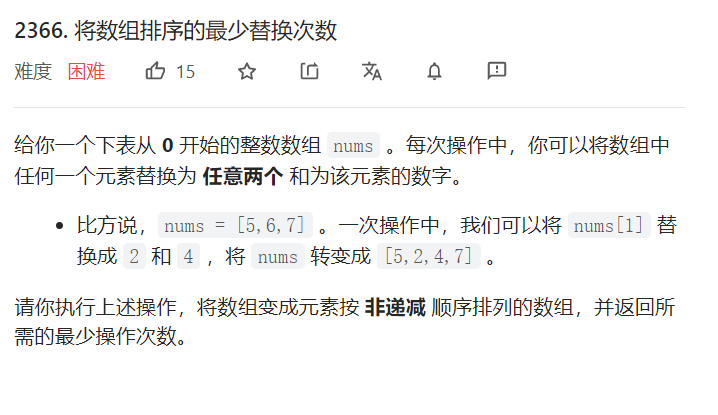 2366. 将数组排序的最少替换次数
难度 困难 15
给你一个下表从 0 开始的整数数组 nums 。每次操作中，你可以将数组中
任何一个元素替换为 任意两个 和为该元素的数字。
• 比方说，nums = [5,6,7] 。一次操作中，我们可以将 nums[1] 替
换成 2 和 4 ，将 nums 转变成 [5,2,4,7] 。
请你执行上述操作，将数组变成元素按 非递减 顺序排列的数组，并返回所
需的最少操作次数。